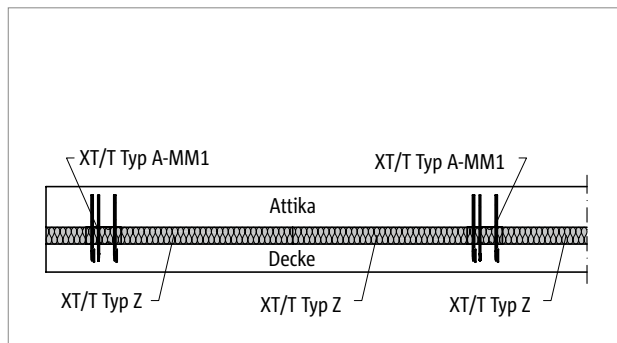 XT/T Typ A-MM1
XT/T Typ A-MM1
Attika
Decke
XT/T Typ Z
XT/T Typ Z
XT/T Typ Z